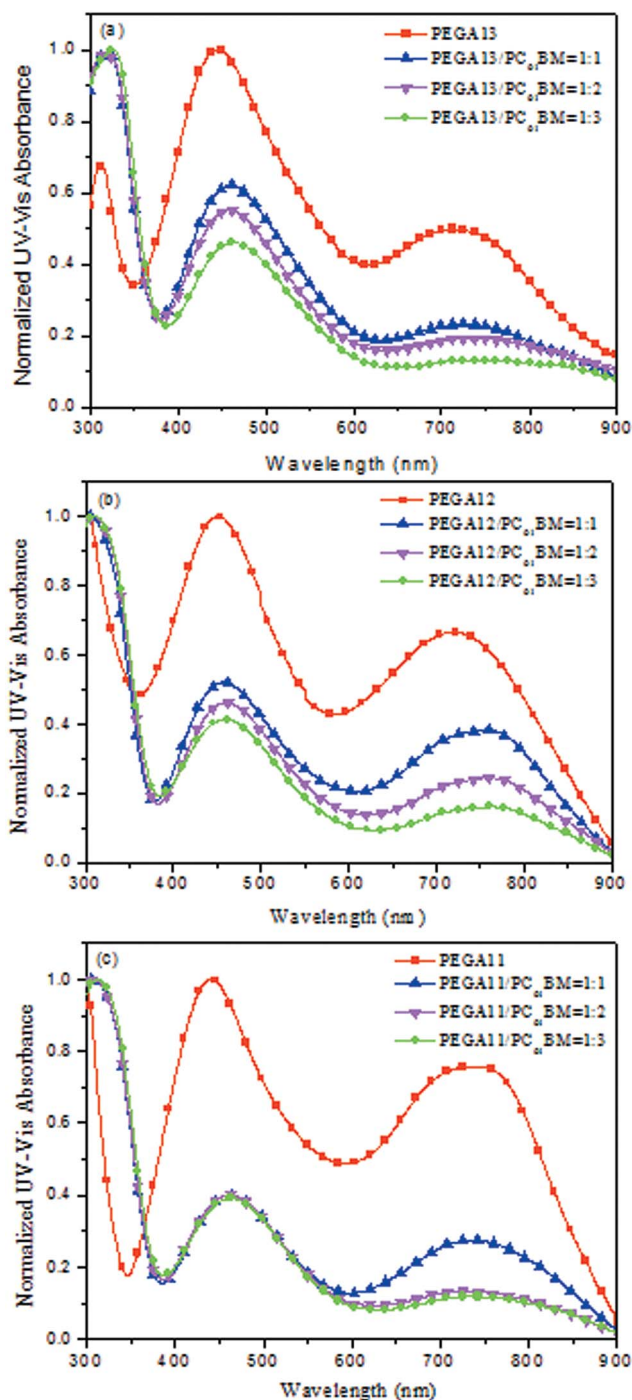 (a)
PEGA13
PEGA13/PC₆₁BM=1:1
PEGA13/PC₆₁BM=1:2
PEGA13/PC₆₁BM=1:3
Normalized UV-Vis Absorbance
1.0
0.8
0.6
0.4
0.2
0.0
300 400 500 600 700 800 900
Wavelength (nm)
(b)
PEGA12
PEGA12/PC₆₁BM=1:1
PEGA12/PC₆₁BM=1:2
PEGA12/PC₆₁BM=1:3
Normalized UV-Vis Absorbance
1.0
0.8
0.6
0.4
0.2
0.0
300 400 500 600 700 800 900
Wavelength (nm)
(c)
PEGA11
PEGA11/PC₆₁BM=1:1
PEGA11/PC₆₁BM=1:2
PEGA11/PC₆₁BM=1:3
Normalized UV-Vis Absorbance
1.0
0.8
0.6
0.4
0.2
0.0
300 400 500 600 700 800 900
Wavelength (nm)